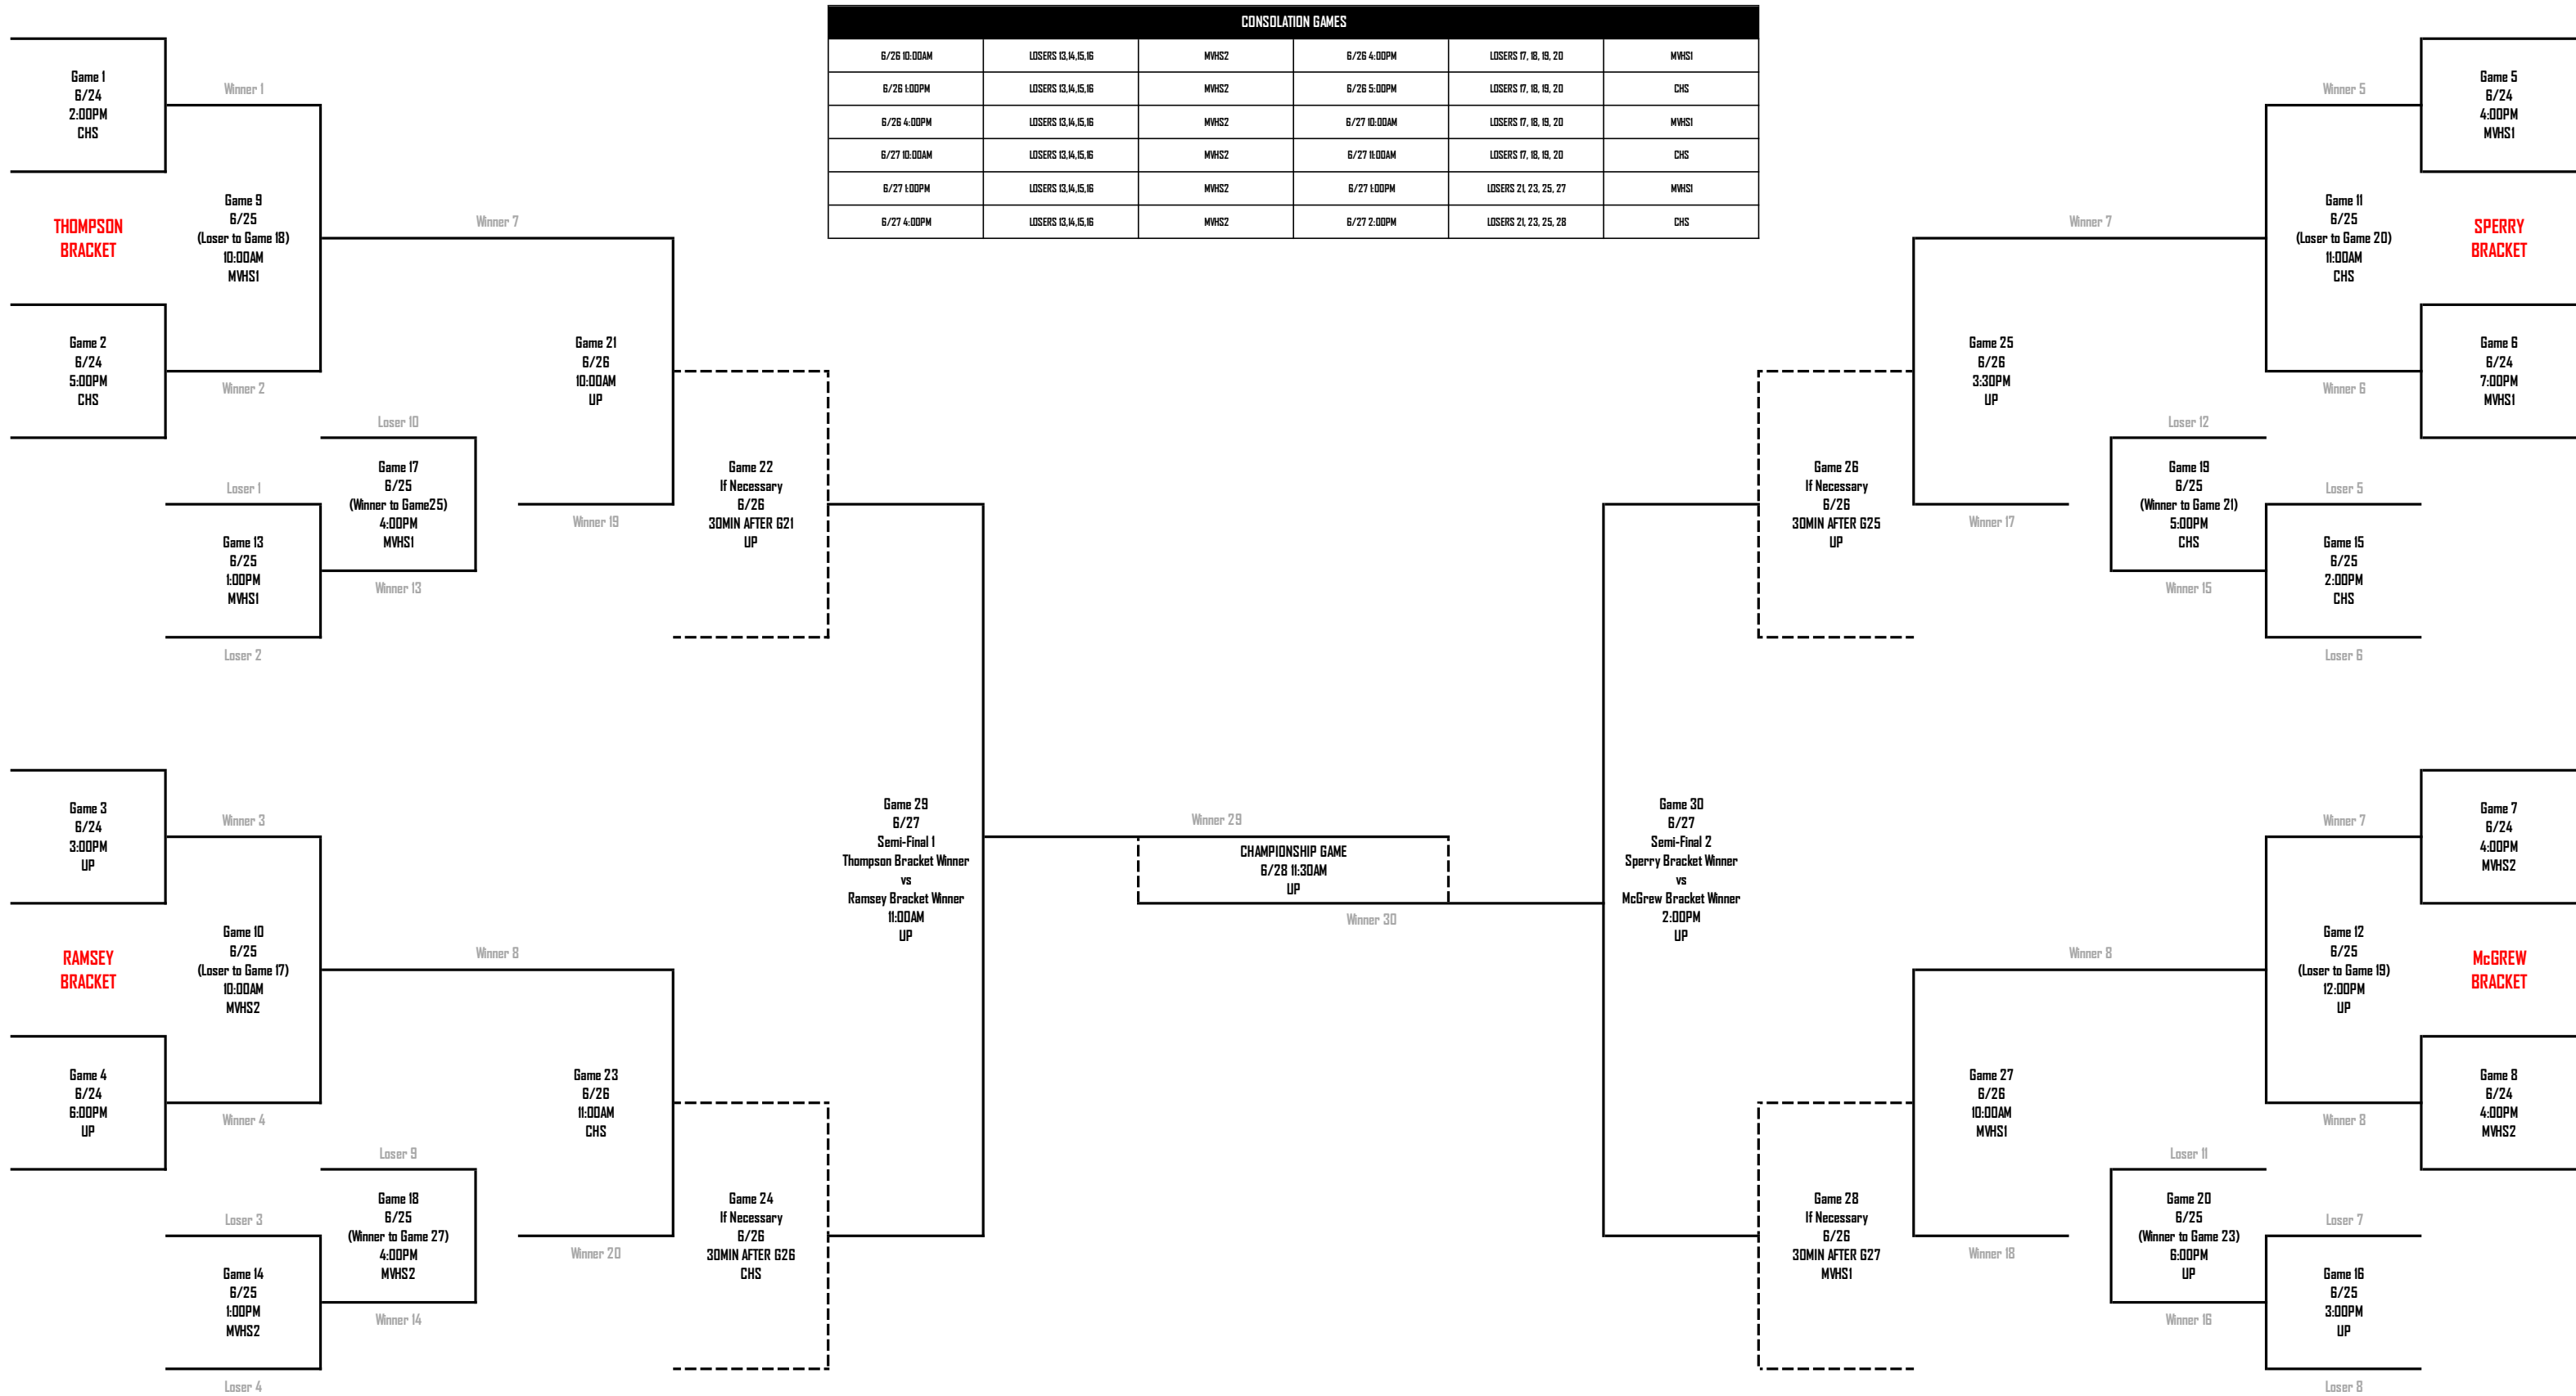 CONSOLATION GAMES
6/26 10:00AM LOSERS 13,14,15,16 MVHS2 6/26 4:00PM LOSERS 17, 18, 19, 20 MVHS1
6/26 1:00PM LOSERS 13,14,15,16 MVHS2 6/26 5:00PM LOSERS 17, 18, 19, 20 CHS
6/26 4:00PM LOSERS 13,14,15,16 MVHS2 6/27 10:00AM LOSERS 17, 18, 19, 20 MVHS1
6/27 10:00AM LOSERS 13,14,15,16 MVHS2 6/27 11:00AM LOSERS 17, 18, 19, 20 CHS
6/27 1:00PM LOSERS 13,14,15,16 MVHS2 6/27 1:00PM LOSERS 21, 23, 25, 27 MVHS1
6/27 4:00PM LOSERS 13,14,15,16 MVHS2 6/27 2:00PM LOSERS 21, 23, 25, 28 CHS
Game 1
6/24
2:00PM
CHS
Winner 1
THOMPSON
BRACKET
Game 9
6/25
(Loser to Game 18)
10:00AM
MVHS1
Winner 7
Game 2
6/24
5:00PM
CHS
Winner 2
Game 21
6/26
10:00AM
UP
Loser 10
Game 17
6/25
(Winner to Game25)
4:00PM
MVHS1
Loser 1
Game 13
6/25
1:00PM
MVHS1
Winner 13
Loser 2
Winner 19
Game 22
If Necessary
6/26
30MIN AFTER G21
UP
Game 3
6/24
3:00PM
UP
Winner 3
RAMSEY
BRACKET
Game 10
6/25
(Loser to Game 17)
10:00AM
MVHS2
Winner 8
Game 4
6/24
6:00PM
UP
Winner 4
Game 23
6/26
11:00AM
CHS
Loser 9
Game 18
6/25
(Winner to Game 27)
4:00PM
MVHS2
Loser 3
Game 14
6/25
1:00PM
MVHS2
Winner 14
Loser 4
Winner 20
Game 24
If Necessary
6/26
30MIN AFTER G26
CHS
Game 29
6/27
Semi-Final 1
Thompson Bracket Winner
vs
Ramsey Bracket Winner
11:00AM
UP
Winner 29
CHAMPIONSHIP GAME
6/28 11:30AM
UP
Winner 30
Game 30
6/27
Semi-Final 2
Sperry Bracket Winner
vs
McGrew Bracket Winner
2:00PM
UP
Game 5
6/24
4:00PM
MVHS1
Winner 5
SPERRY
BRACKET
Game 11
6/25
(Loser to Game 20)
11:00AM
CHS
Winner 7
Game 6
6/24
7:00PM
MVHS1
Winner 6
Game 25
6/26
3:30PM
UP
Loser 12
Game 19
6/25
(Winner to Game 21)
5:00PM
CHS
Loser 5
Game 15
6/25
2:00PM
CHS
Winner 15
Loser 6
Winner 17
Game 26
If Necessary
6/26
30MIN AFTER G25
UP
Game 7
6/24
4:00PM
MVHS2
Winner 7
McGREW
BRACKET
Game 12
6/25
(Loser to Game 19)
12:00PM
UP
Winner 8
Game 8
6/24
4:00PM
MVHS2
Winner 8
Game 27
6/26
10:00AM
MVHS1
Loser 11
Game 20
6/25
(Winner to Game 23)
6:00PM
UP
Loser 7
Game 16
6/25
3:00PM
UP
Winner 16
Loser 8
Winner 18
Game 28
If Necessary
6/26
30MIN AFTER G27
MVHS1